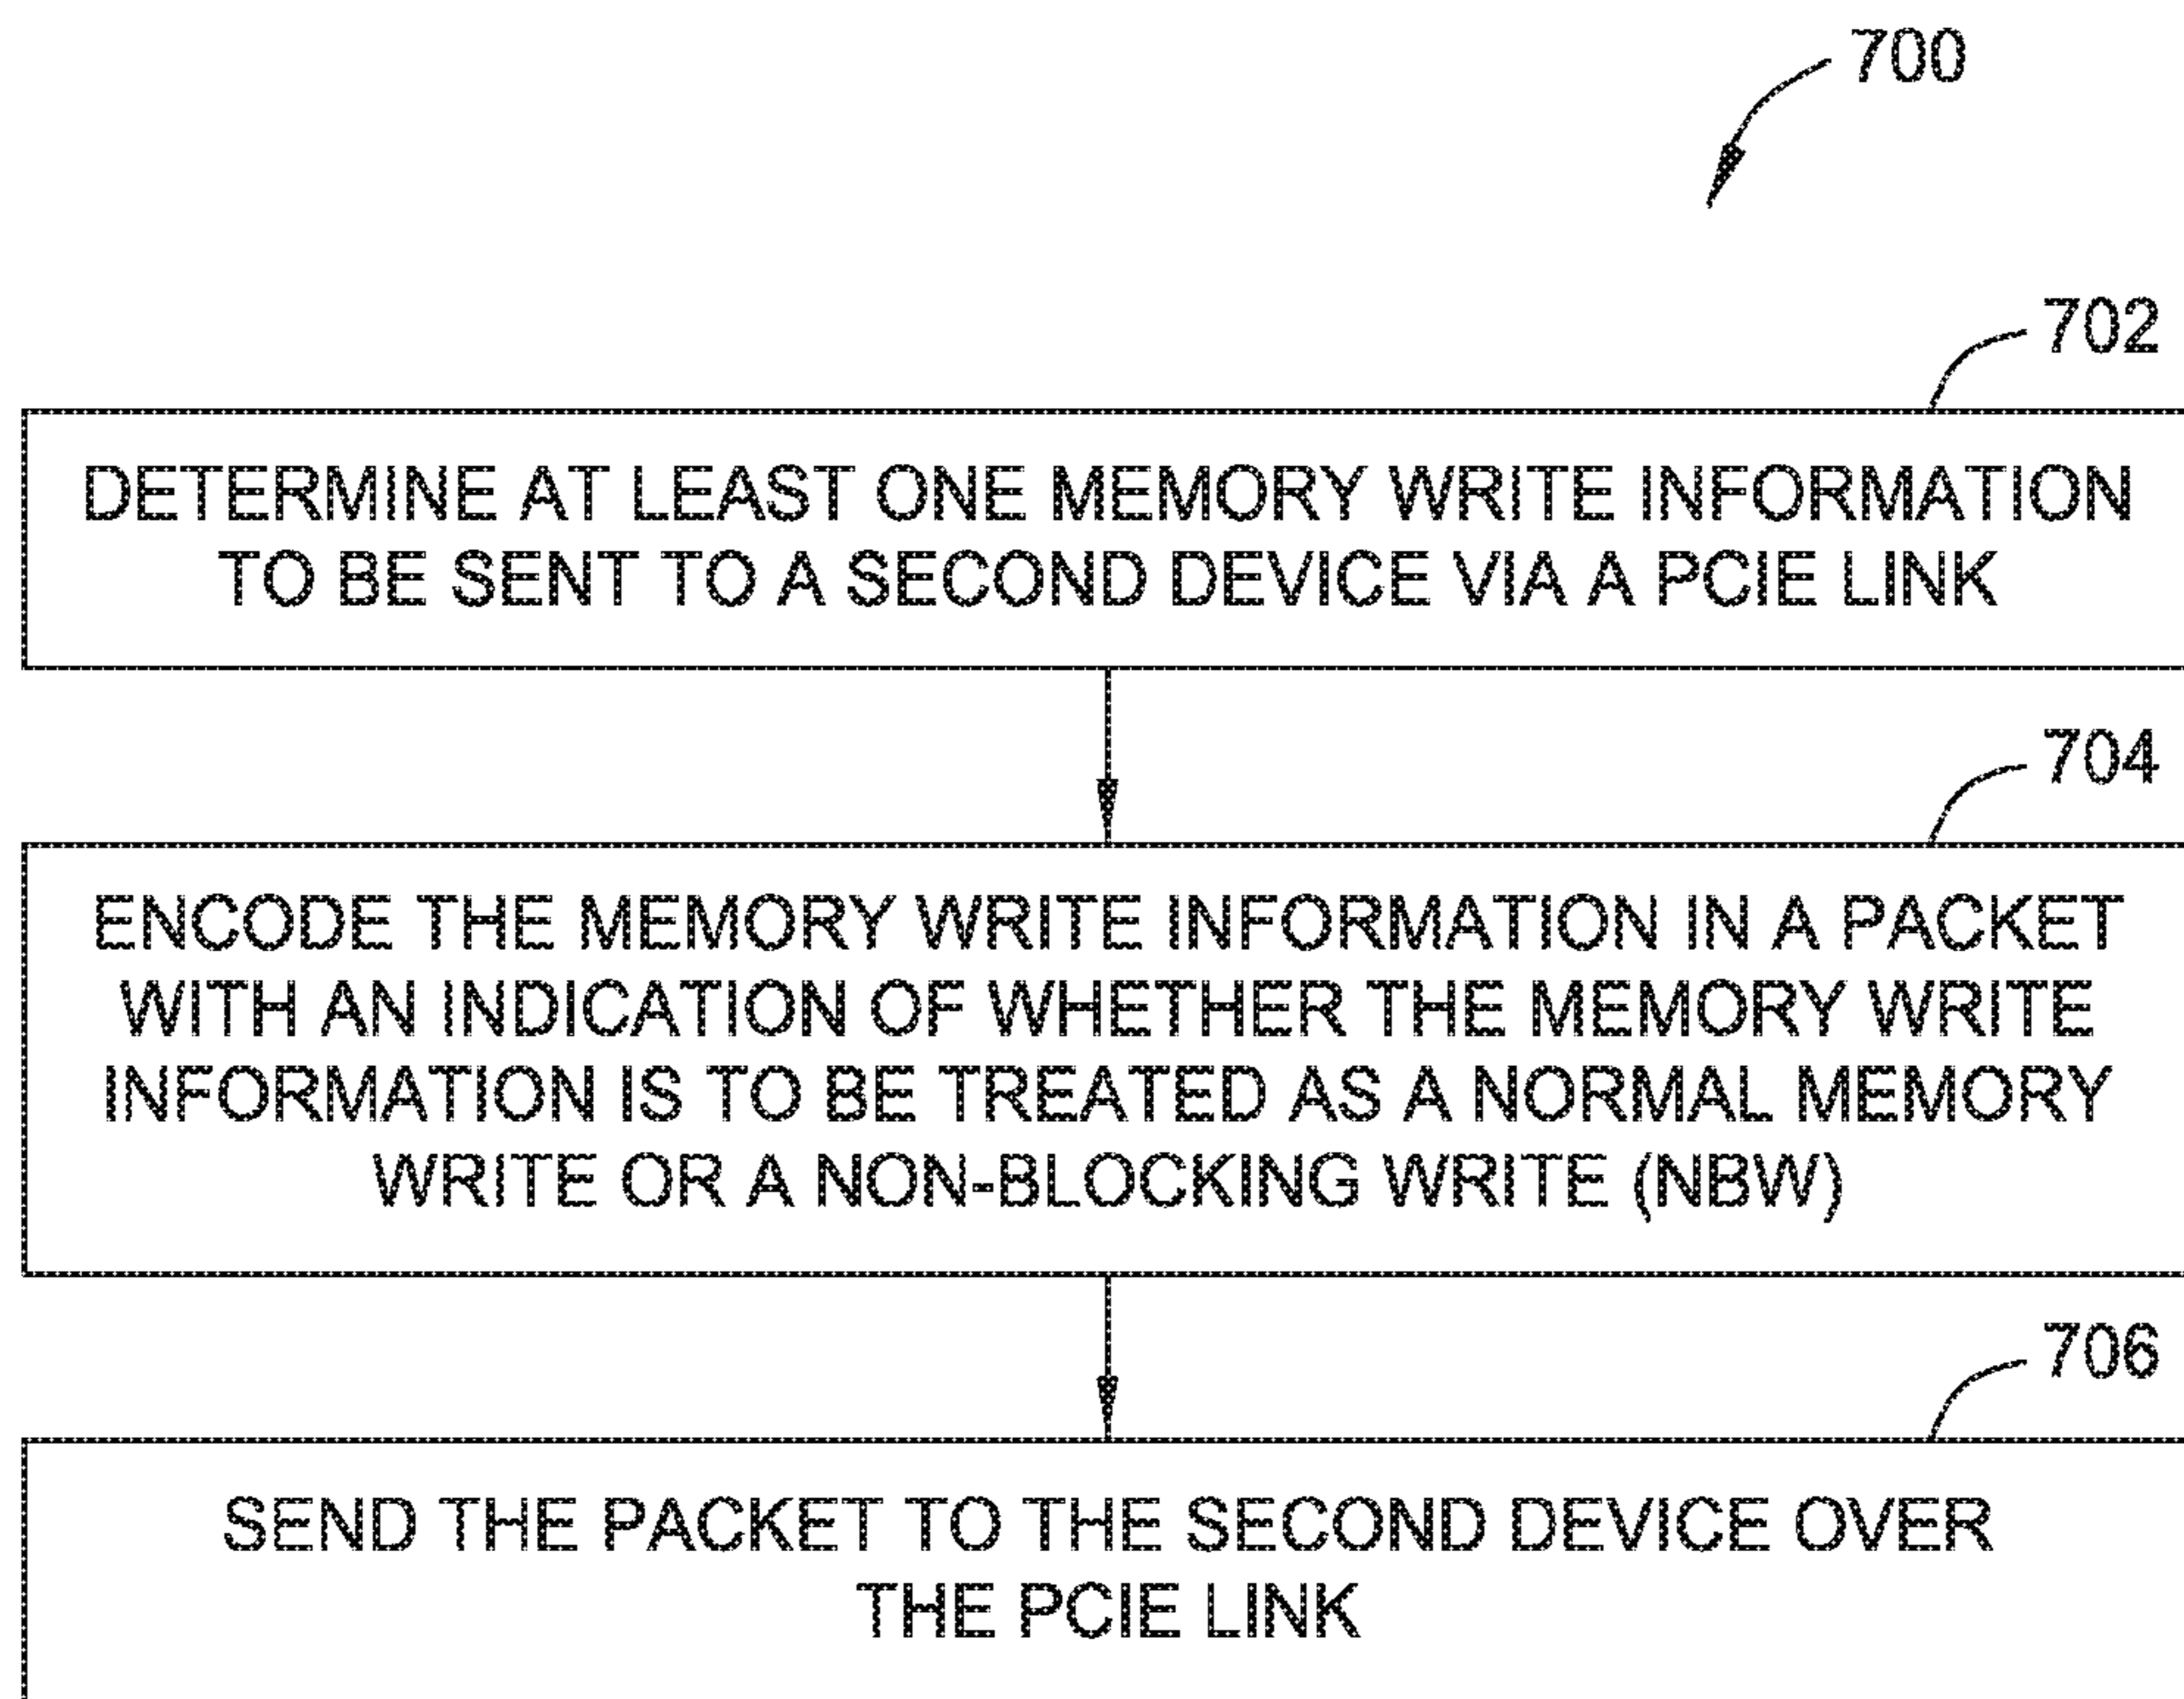 700
702
DETERMINE AT LEAST ONE MEMORY WRITE INFORMATION
TO BE SENT TO A SECOND DEVICE VIA A PCIE LINK
704
ENCODE THE MEMORY WRITE INFORMATION IN A PACKET
WITH AN INDICATION OF WHETHER THE MEMORY WRITE
INFORMATION IS TO BE TREATED AS A NORMAL MEMORY
WRITE OR A NON-BLOCKING WRITE (NBW)
706
SEND THE PACKET TO THE SECOND DEVICE OVER
THE PCIE LINK